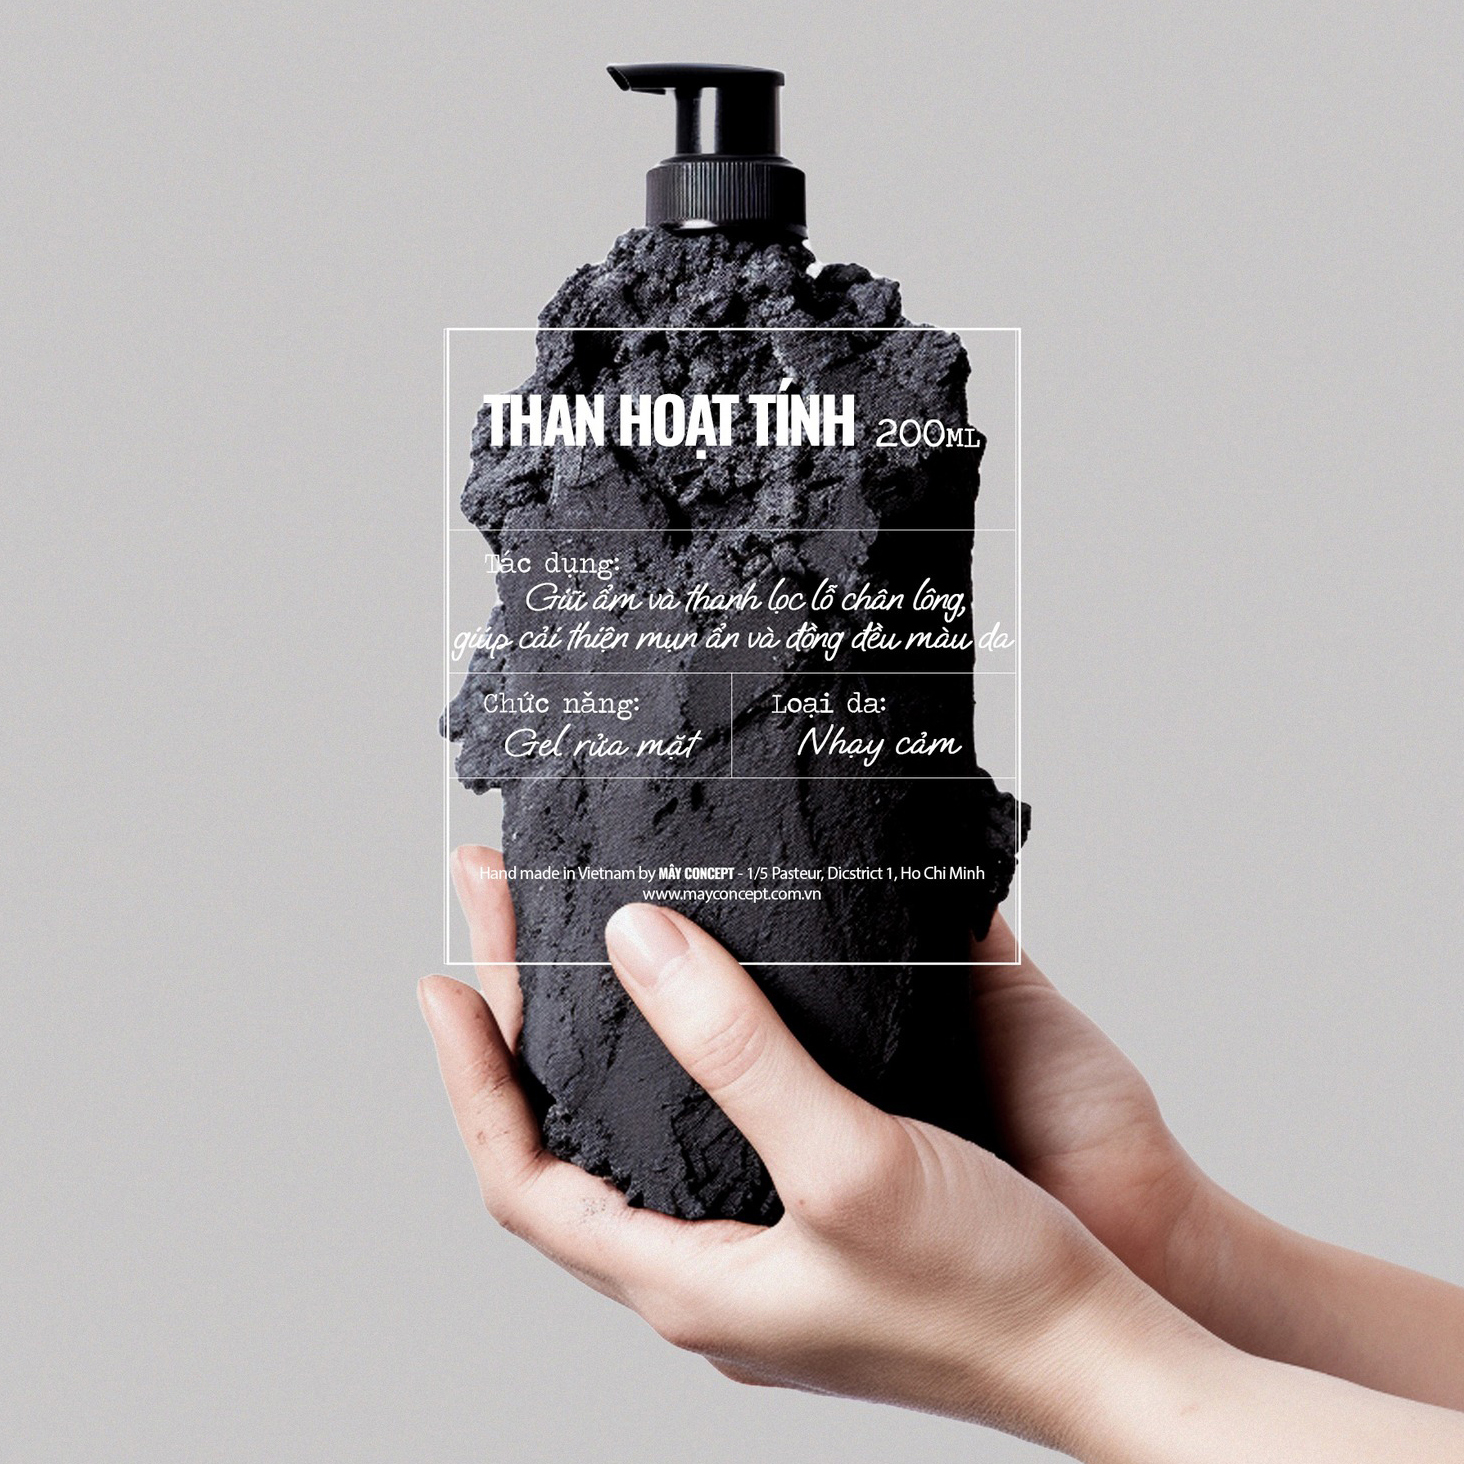 THAN HOẠT TÍNH 200ML
Tác dụng:
Giữ ẩm và thanh lọc lỗ chân lông,
giúp cải thiện mụn ẩn và đồng đều màu da
Chức năng:
Gel rửa mặt
Loại da:
Nhạy cảm
Hand made in Vietnam by MÂY CONCEPT - 1/5 Pasteur, Dicstrict 1, Ho Chi Minh
www.mayconcept.com.vn